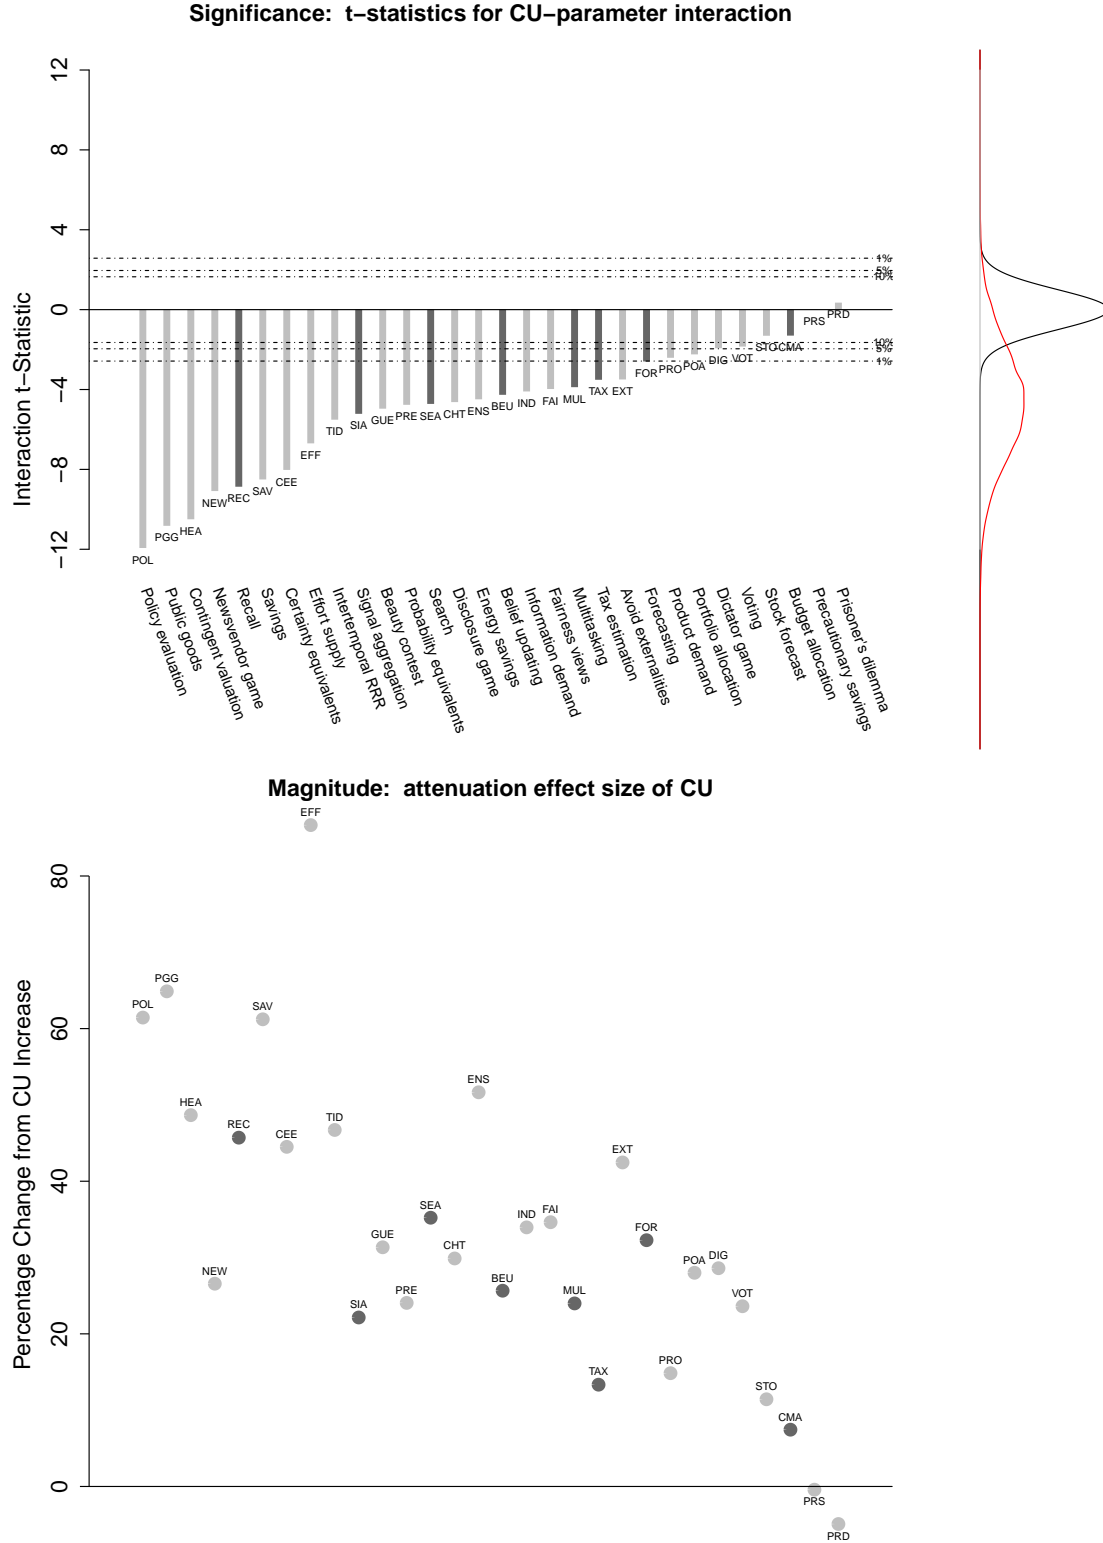 Significance:  t−statistics for CU−parameter interaction
Interaction t−Statistic
12
8
4
0
−4
−8
−12
1%
5%
10%
10%
5%
1%
POL
PGG
HEA
NEW
REC
SAV
CEE
EFF
TID
SIA
GUE
PRE
SEA
CHT
ENS
BEU
IND
FAI
MUL
TAX
EXT
FOR
PRO
POA
DIG
VOT
STO
CMA
PRS
PRD
Policy evaluation
Public goods
Contingent valuation
Newsvendor game
Recall
Savings
Certainty equivalents
Effort supply
Intertemporal RRR
Signal aggregation
Beauty contest
Probability equivalents
Search
Disclosure game
Energy savings
Belief updating
Information demand
Fairness views
Multitasking
Tax estimation
Avoid externalities
Forecasting
Product demand
Portfolio allocation
Dictator game
Voting
Stock forecast
Budget allocation
Precautionary savings
Prisoner's dilemma
Magnitude:  attenuation effect size of CU
Percentage Change from CU Increase
80
60
40
20
0
POL
PGG
HEA
NEW
REC
SAV
CEE
EFF
TID
SIA
GUE
PRE
SEA
CHT
ENS
BEU
IND
FAI
MUL
TAX
EXT
FOR
PRO
POA
DIG
VOT
STO
CMA
PRS
PRD